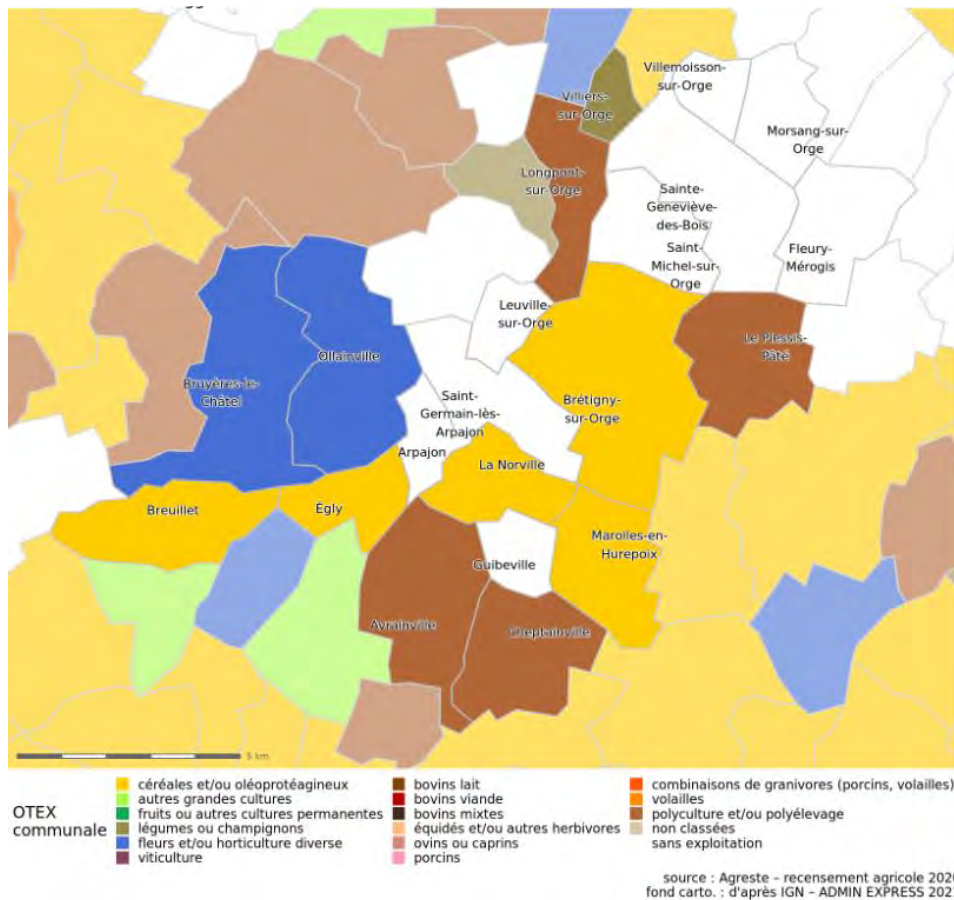 Villemoisson-
sur-Orge
Villiers-
sur-Orge
Morsang-sur-
Orge
Longpont-
sur-Orge
Sainte-
Geneviève-
des-Bois
Saint-
Michel-sur-
Orge
Fleury-
Mérogis
Leuville-
sur-Orge
Le Plessis-
Pâté
Ollainville
Bruyères-le-
Châtel
Saint-
Germain-lès-
Arpajon
Brétigny-
sur-Orge
Arpajon
La Norville
Breuillet
Égly
Marolles-en-
Hurepoix
Guibeville
Avrainville
Cheptainville
5 km
OTEX
communale
céréales et/ou oléoprotéagineux
autres grandes cultures
fruits ou autres cultures permanentes
légumes ou champignons
fleurs et/ou horticulture diverse
viticulture
bovins lait
bovins viande
bovins mixtes
équidés et/ou autres herbivores
ovins ou caprins
porcins
combinaisons de granivores (porcins, volailles)
volailles
polyculture et/ou polyélevage
non classées
sans exploitation
source : Agreste – recensement agricole 2020
fond carto. : d'après IGN – ADMIN EXPRESS